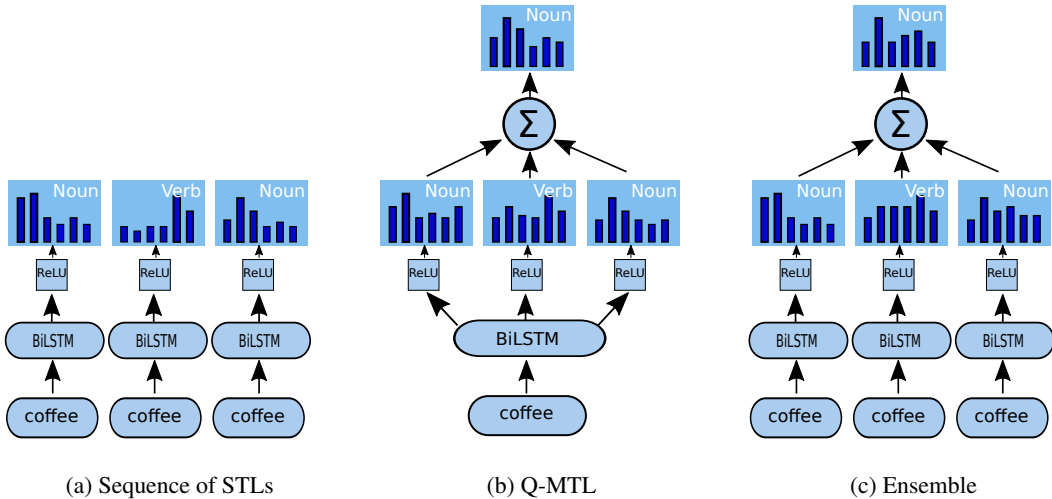 Noun
Noun
Σ
Σ
Noun Verb Noun
Noun Verb Noun
Noun Verb Noun
ReLU ReLU ReLU
ReLU ReLU ReLU
ReLU ReLU ReLU
BiLSTM BiLSTM BiLSTM
BiLSTM
BiLSTM BiLSTM BiLSTM
coffee coffee coffee
coffee
coffee coffee coffee
(a) Sequence of STLs
(b) Q-MTL
(c) Ensemble